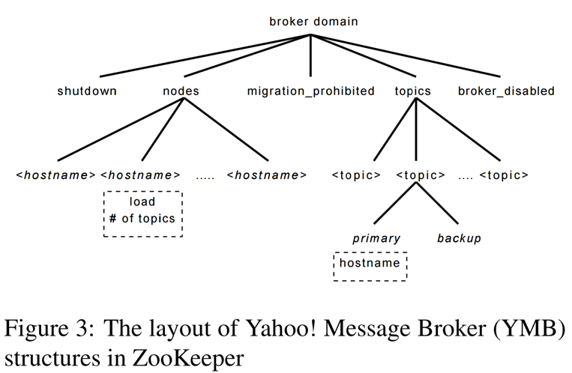 broker domain
shutdown nodes migration_prohibited topics broker_disabled
<hostname> <hostname> ..... <hostname> <topic> <topic> .... <topic>
load
# of topics
primary backup
hostname
Figure 3: The layout of Yahoo! Message Broker (YMB)
structures in ZooKeeper